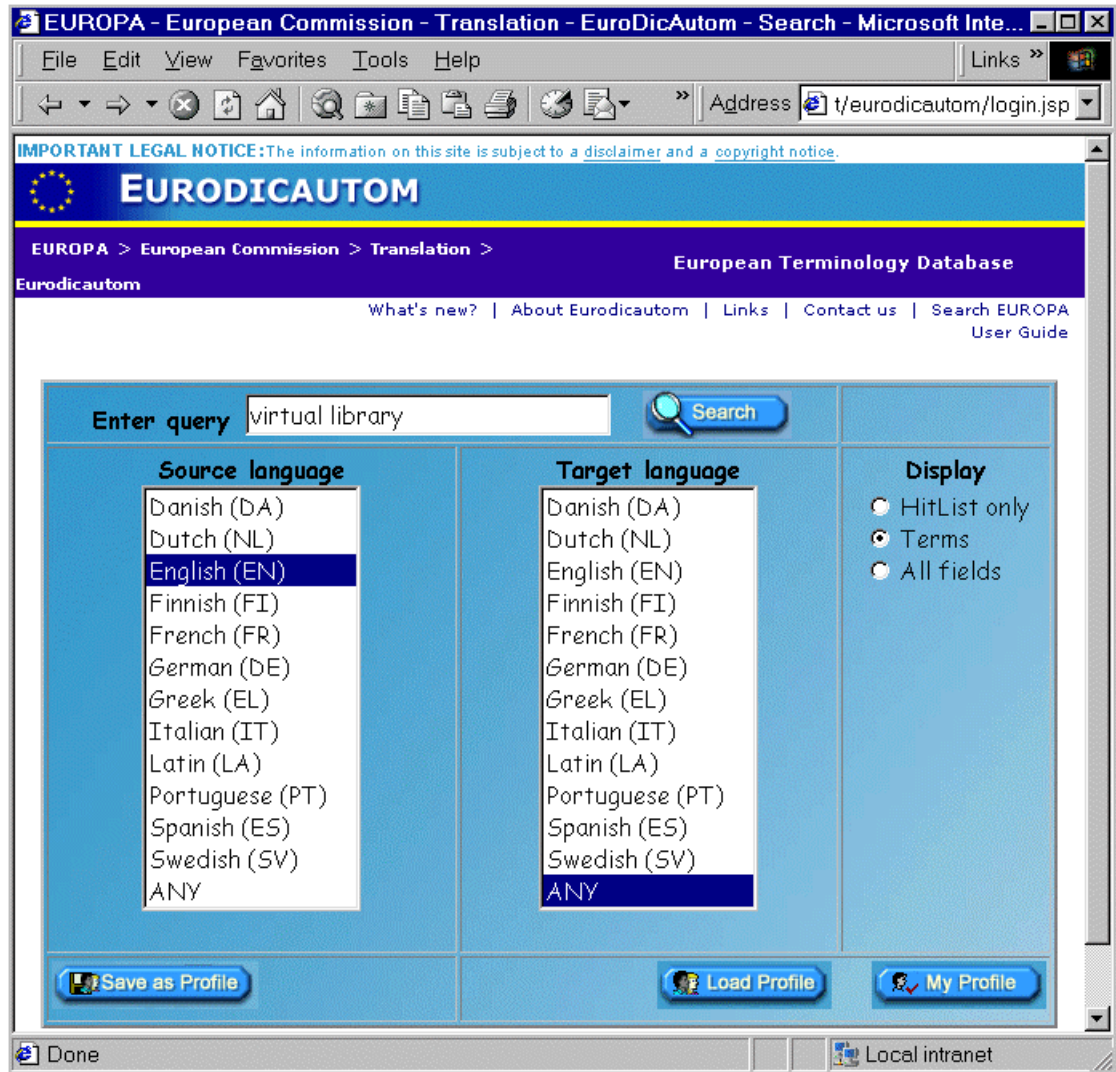 EUROPA - European Commission - Translation - EuroDicAutom - Search - Microsoft Inte...
File Edit View Favorites Tools Help Links »
» Address t/eurodicautom/login.jsp
IMPORTANT LEGAL NOTICE:The information on this site is subject to a disclaimer and a copyright notice.
EURODICAUTOM
EUROPA > European Commission > Translation >
Eurodicautom
European Terminology Database
What's new? | About Eurodicautom | Links | Contact us | Search EUROPA
User Guide
Enter query virtual library Search
Source language
Danish (DA)
Dutch (NL)
English (EN)
Finnish (FI)
French (FR)
German (DE)
Greek (EL)
Italian (IT)
Latin (LA)
Portuguese (PT)
Spanish (ES)
Swedish (SV)
ANY
Target language
Danish (DA)
Dutch (NL)
English (EN)
Finnish (FI)
French (FR)
German (DE)
Greek (EL)
Italian (IT)
Latin (LA)
Portuguese (PT)
Spanish (ES)
Swedish (SV)
ANY
Display
HitList only
Terms
All fields
Save as Profile Load Profile My Profile
Done Local intranet